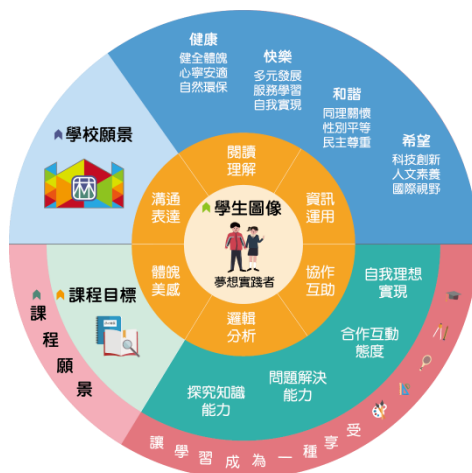 健康
健全體魄
心寧安適
自然環保
快樂
多元發展
服務學習
自我實現
和諧
同理關懷
性別平等
民主尊重
希望
科技創新
人文素養
國際視野
學校願景
林
閱讀
理解
資訊
運用
協作
互助
邏輯
分析
體魄
美感
溝通
表達
學生圖像
夢想實踐者
課程目標
自我理想
實現
合作互動
態度
問題解決
能力
探究知識
能力
課程願景
讓學習成為一種享受